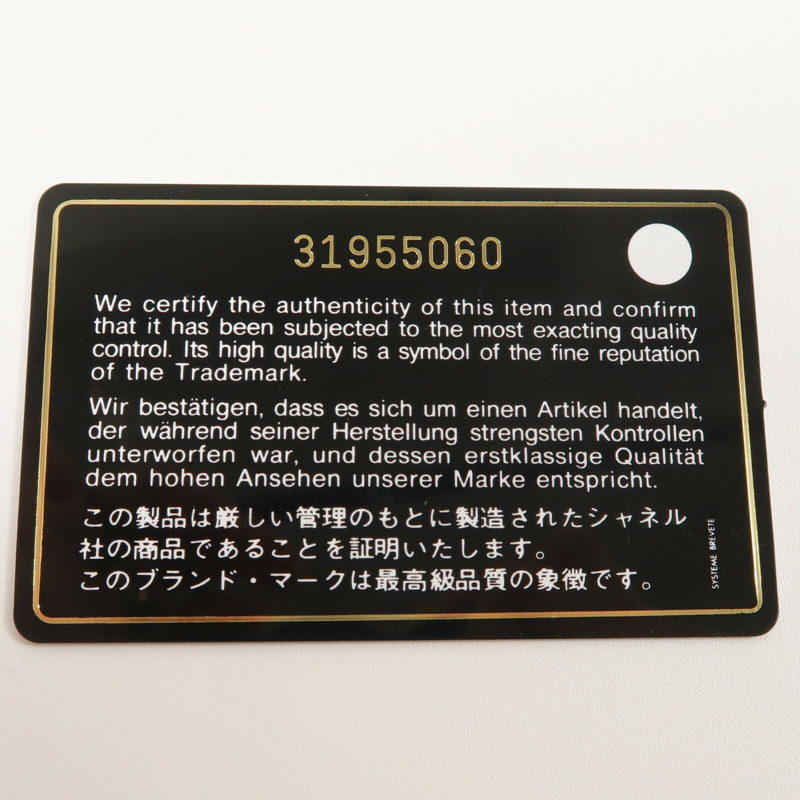 31955060
We certify the authenticity of this item and confirm
that it has been subjected to the most exacting quality
control. Its high quality is a symbol of the fine reputation
of the Trademark.
Wir bestätigen, dass es sich um einen Artikel handelt,
der während seiner Herstellung strengsten Kontrollen
unterworfen war, und dessen erstklassige Qualität
dem hohen Ansehen unserer Marke entspricht.
この製品は厳しい管理のもとに製造されたシャネル
社の商品であることを証明いたします。
このブランド・マークは最高級品質の象徴です。
SYSTEME BREVETE